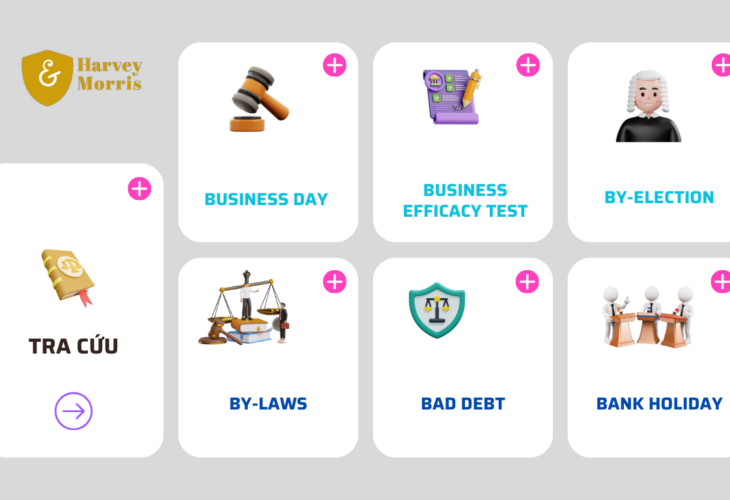 &
Harvey
Morris
TRA CỨU
BUSINESS DAY
BUSINESS
EFFICACY TEST
BY-ELECTION
BY-LAWS
BAD DEBT
BANK HOLIDAY